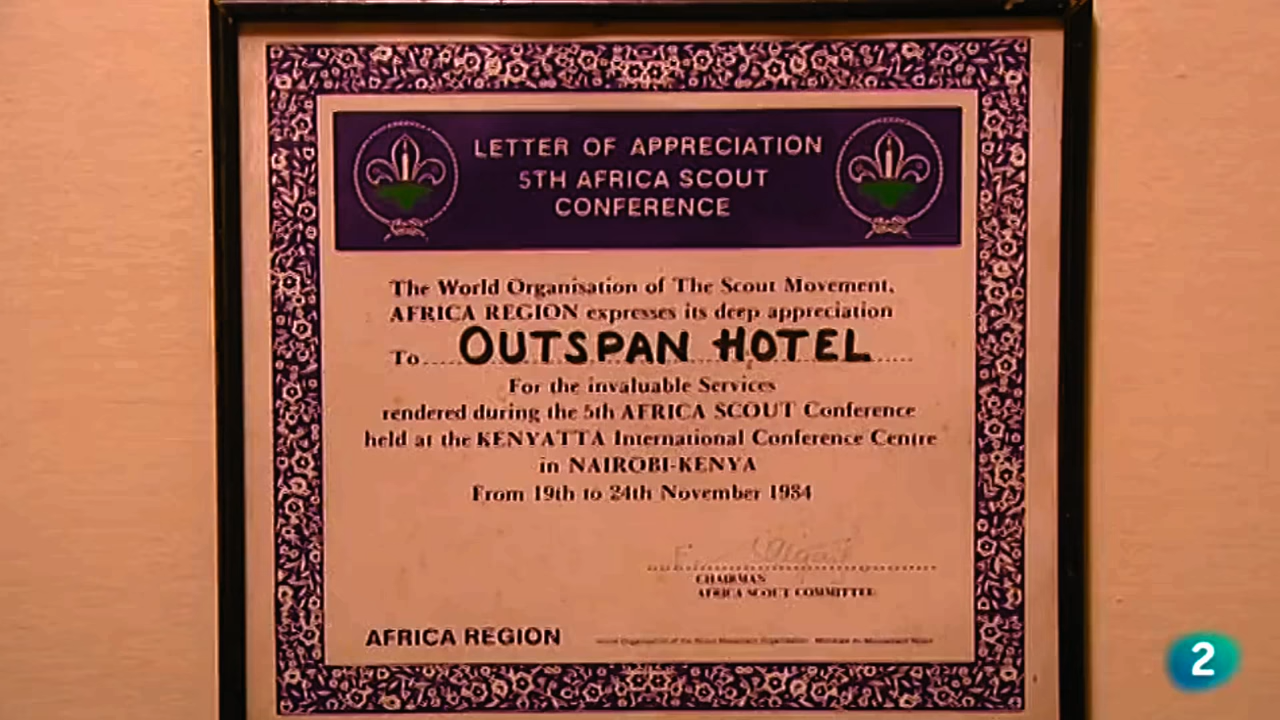 LETTER OF APPRECIATION
5TH AFRICA SCOUT
CONFERENCE
The World Organisation of The Scout Movement,
AFRICA REGION expresses its deep appreciation
To.....OUTSPAN HOTEL.....
For the invaluable Services
rendered during the 5th AFRICA SCOUT Conference
held at the KENYATTA International Conference Centre
in NAIROBI-KENYA
From 19th to 24th November 1984
CHAIRMAN
AFRICA SCOUT COMMITTEE
AFRICA REGION
2